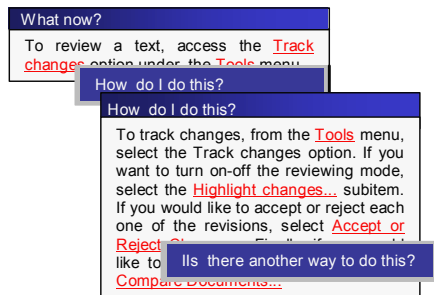 What now?
To review a text, access the Track
changes option under the Tools menu
How do I do this?
How do I do this?
To track changes, from the Tools menu,
select the Track changes option. If you
want to turn on-off the reviewing mode,
select the Highlight changes... subitem.
If you would like to accept or reject each
one of the revisions, select Accept or
Reject
like to
IIs there another way to do this?
Compare Documents...